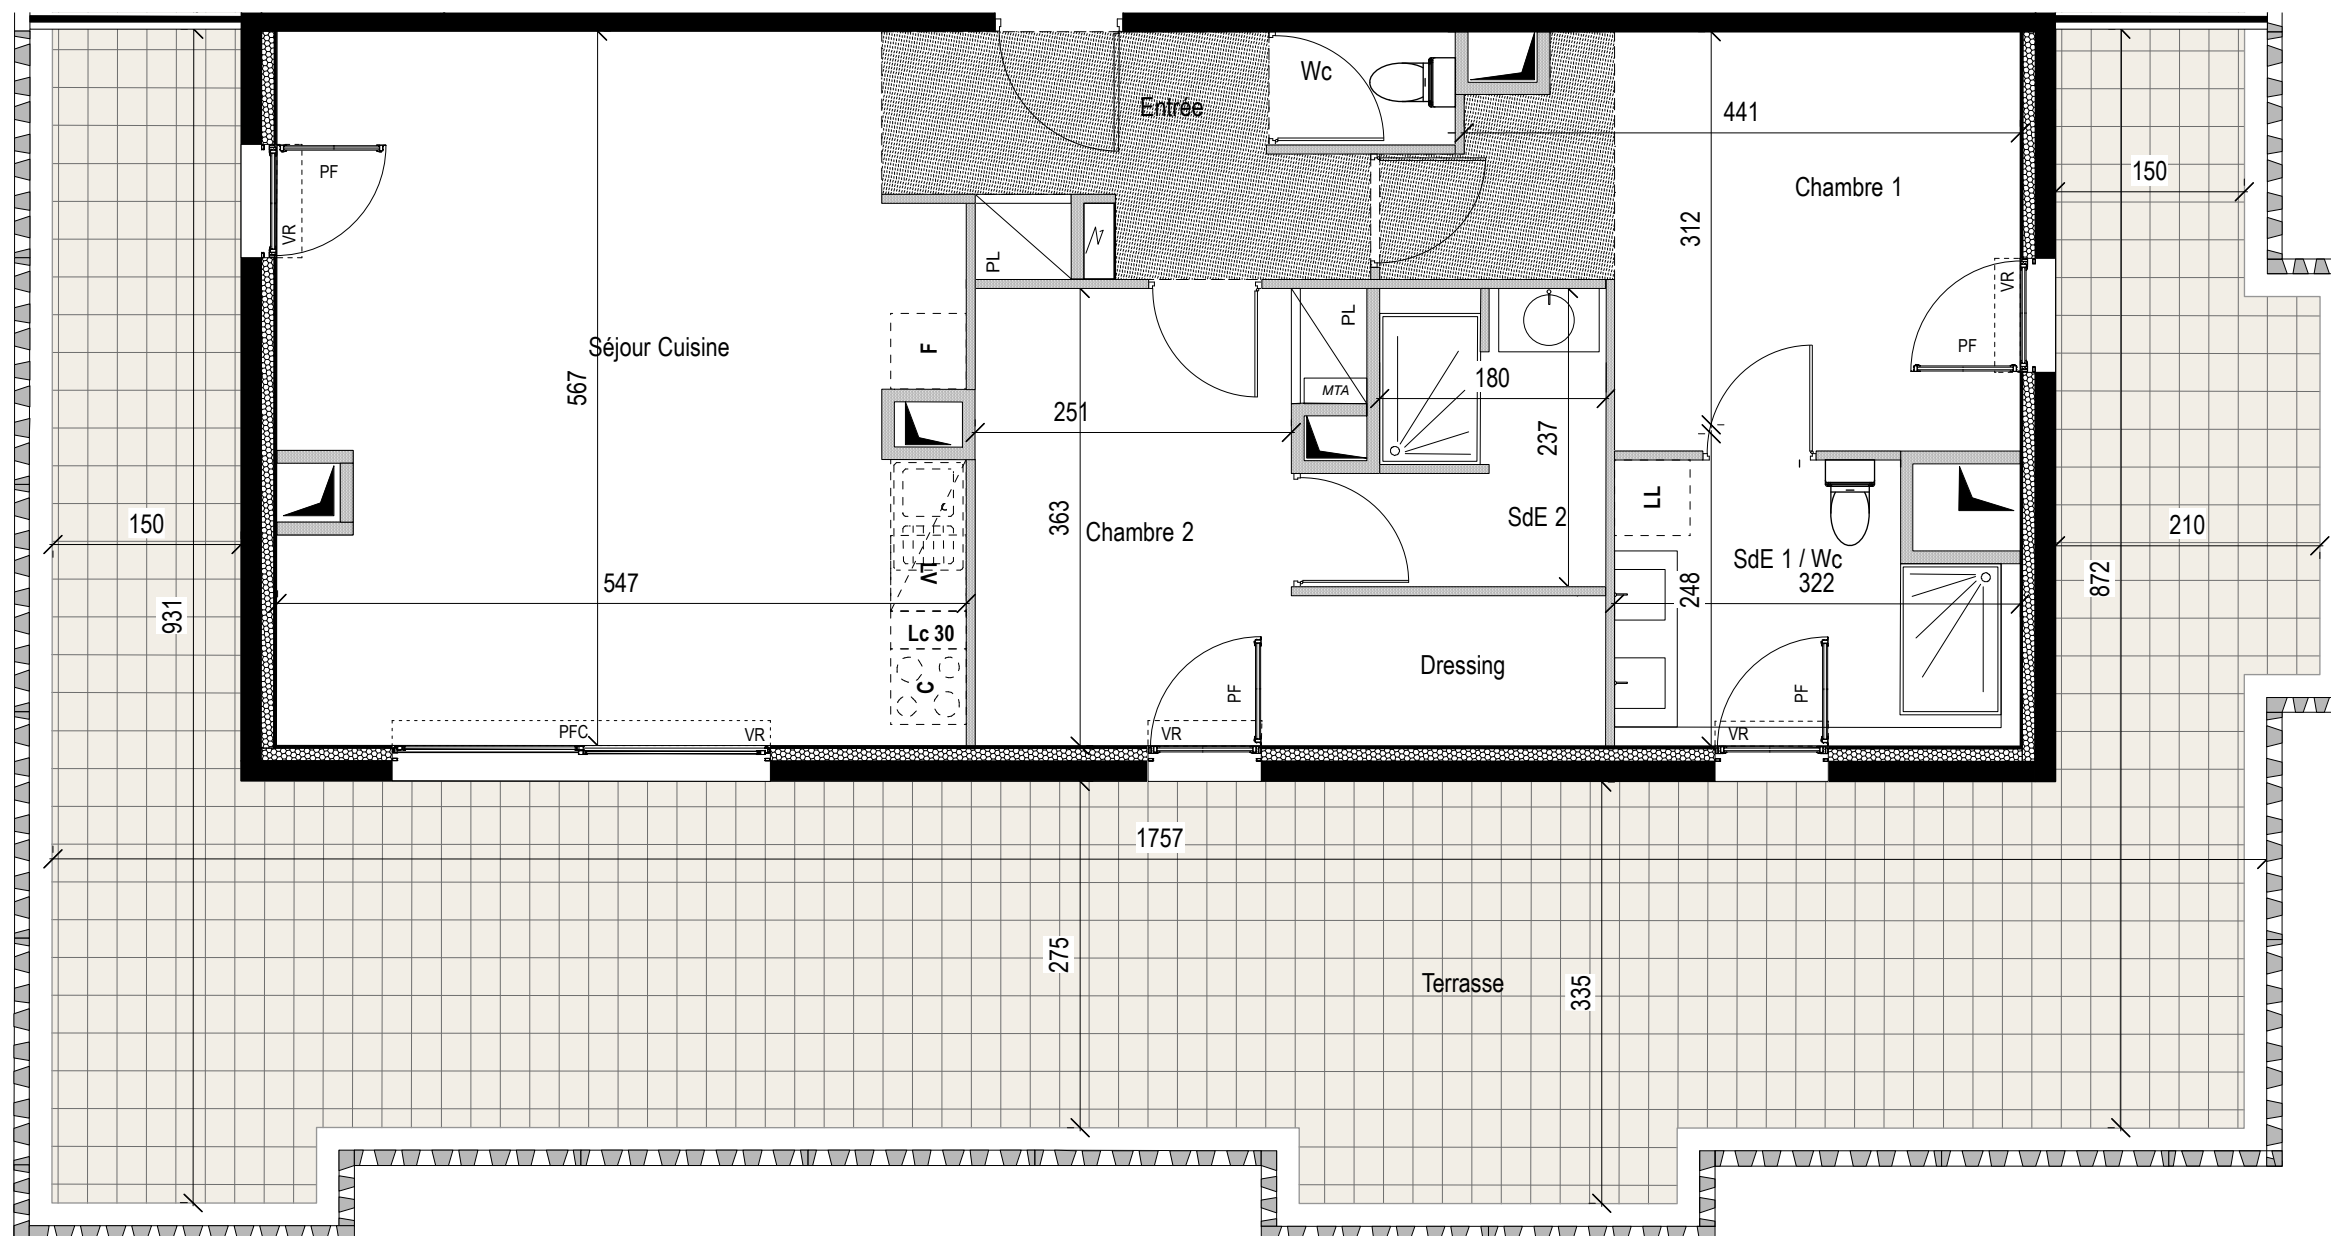 Wc
Entrée
441
150
PF
Chambre 1
VR
312
PL
VR
PL
Séjour Cuisine
F
PF
180
567
MTA
251
237
LL
150
363
SdE 2
210
Chambre 2
SdE 1 / Wc
547
LV
248
322
872
931
Lc 30
Dressing
C
PF
PF
PFC
VR
VR
VR
1757
275
Terrasse
335